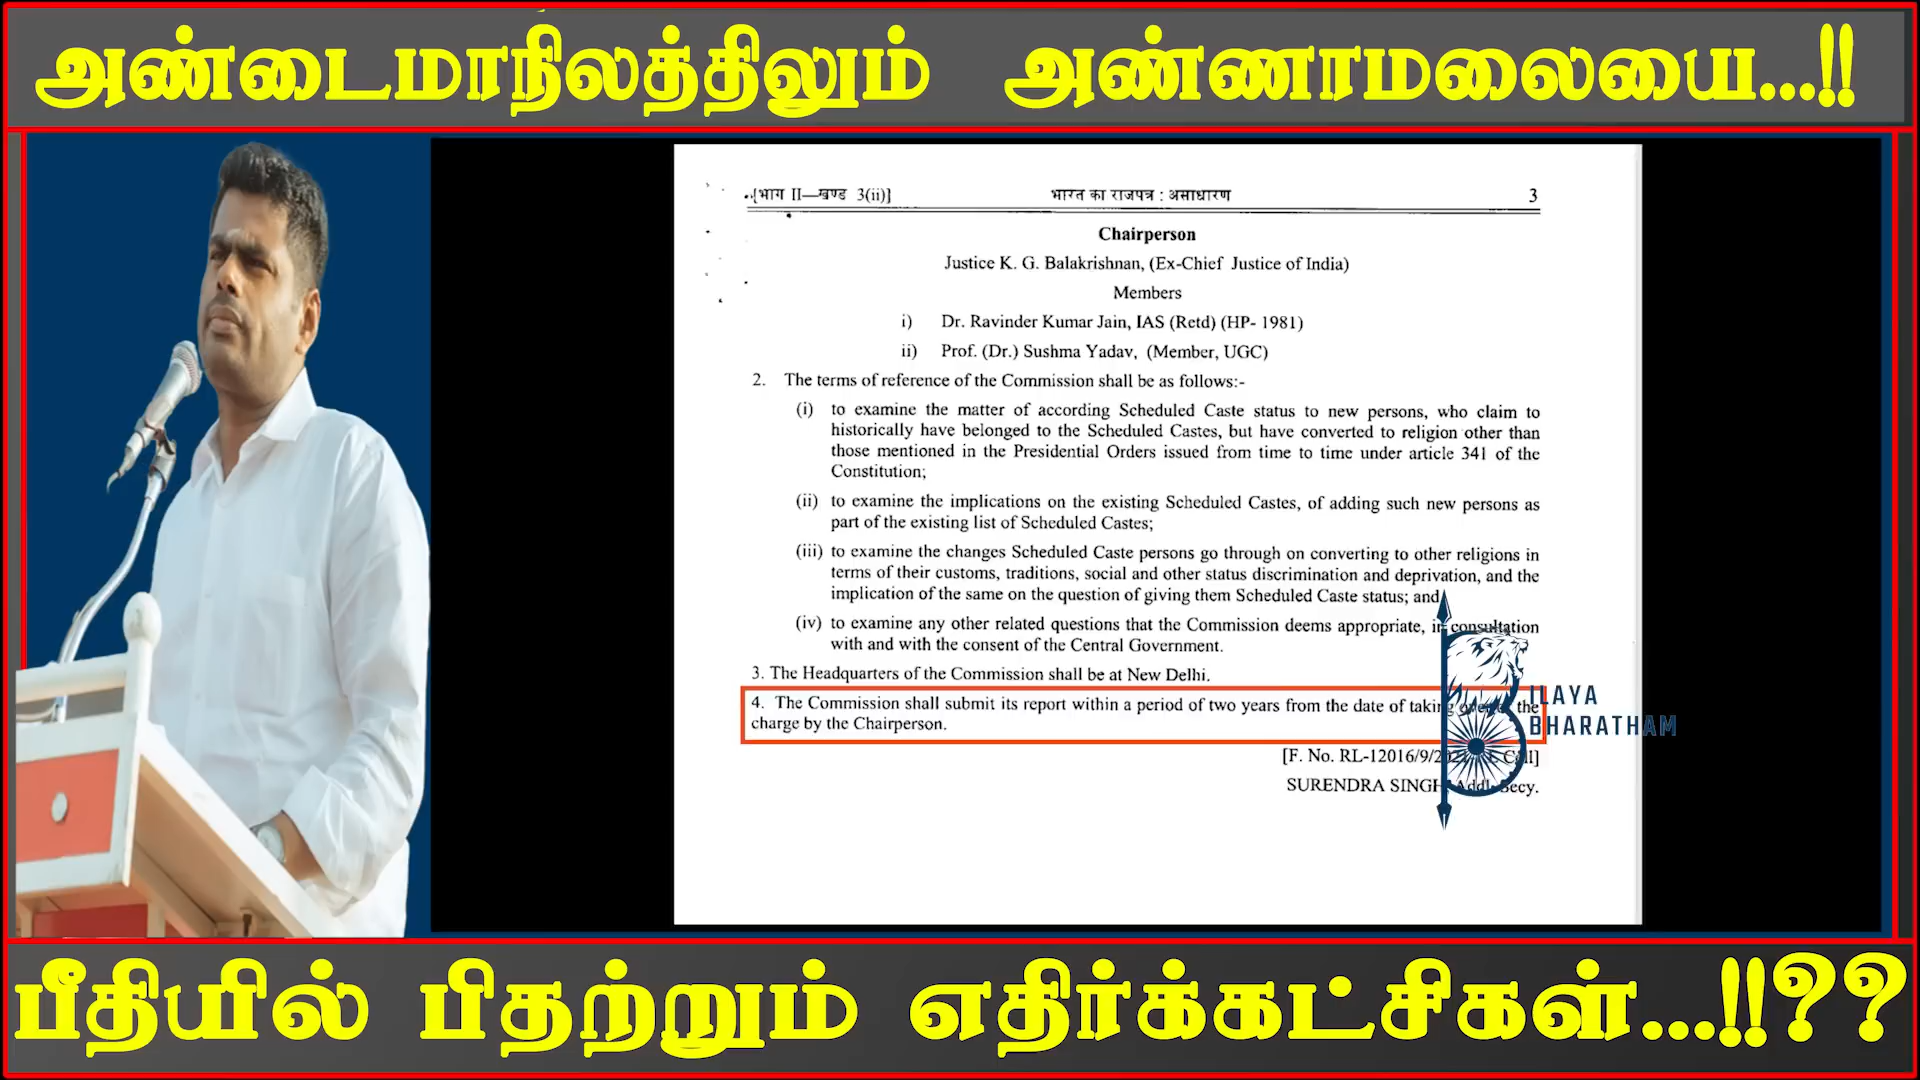 அண்டைமாநிலத்திலும் அண்ணாமலையை...!!
[भाग II—खण्ड 3(ii)] भारत का राजपत्र : असाधारण 3
Chairperson
Justice K. G. Balakrishnan, (Ex-Chief Justice of India)
Members
i) Dr. Ravinder Kumar Jain, IAS (Retd) (HP- 1981)
ii) Prof. (Dr.) Sushma Yadav, (Member, UGC)
2. The terms of reference of the Commission shall be as follows:-
(i) to examine the matter of according Scheduled Caste status to new persons, who claim to
historically have belonged to the Scheduled Castes, but have converted to religion other than
those mentioned in the Presidential Orders issued from time to time under article 341 of the
Constitution;
(ii) to examine the implications on the existing Scheduled Castes, of adding such new persons as
part of the existing list of Scheduled Castes;
(iii) to examine the changes Scheduled Caste persons go through on converting to other religions in
terms of their customs, traditions, social and other status discrimination and deprivation, and the
implication of the same on the question of giving them Scheduled Caste status; and
(iv) to examine any other related questions that the Commission deems appropriate, in consultation
with and with the consent of the Central Government.
3. The Headquarters of the Commission shall be at New Delhi.
4. The Commission shall submit its report within a period of two years from the date of taking the
charge by the Chairperson.
ILAYA
BHARATHAM
[F. No. RL-12016/9/2
SURENDRA SINGH, Addl. Secy.
பீதியில் பிதற்றும் எதிர்க்கட்சிகள்...!!??